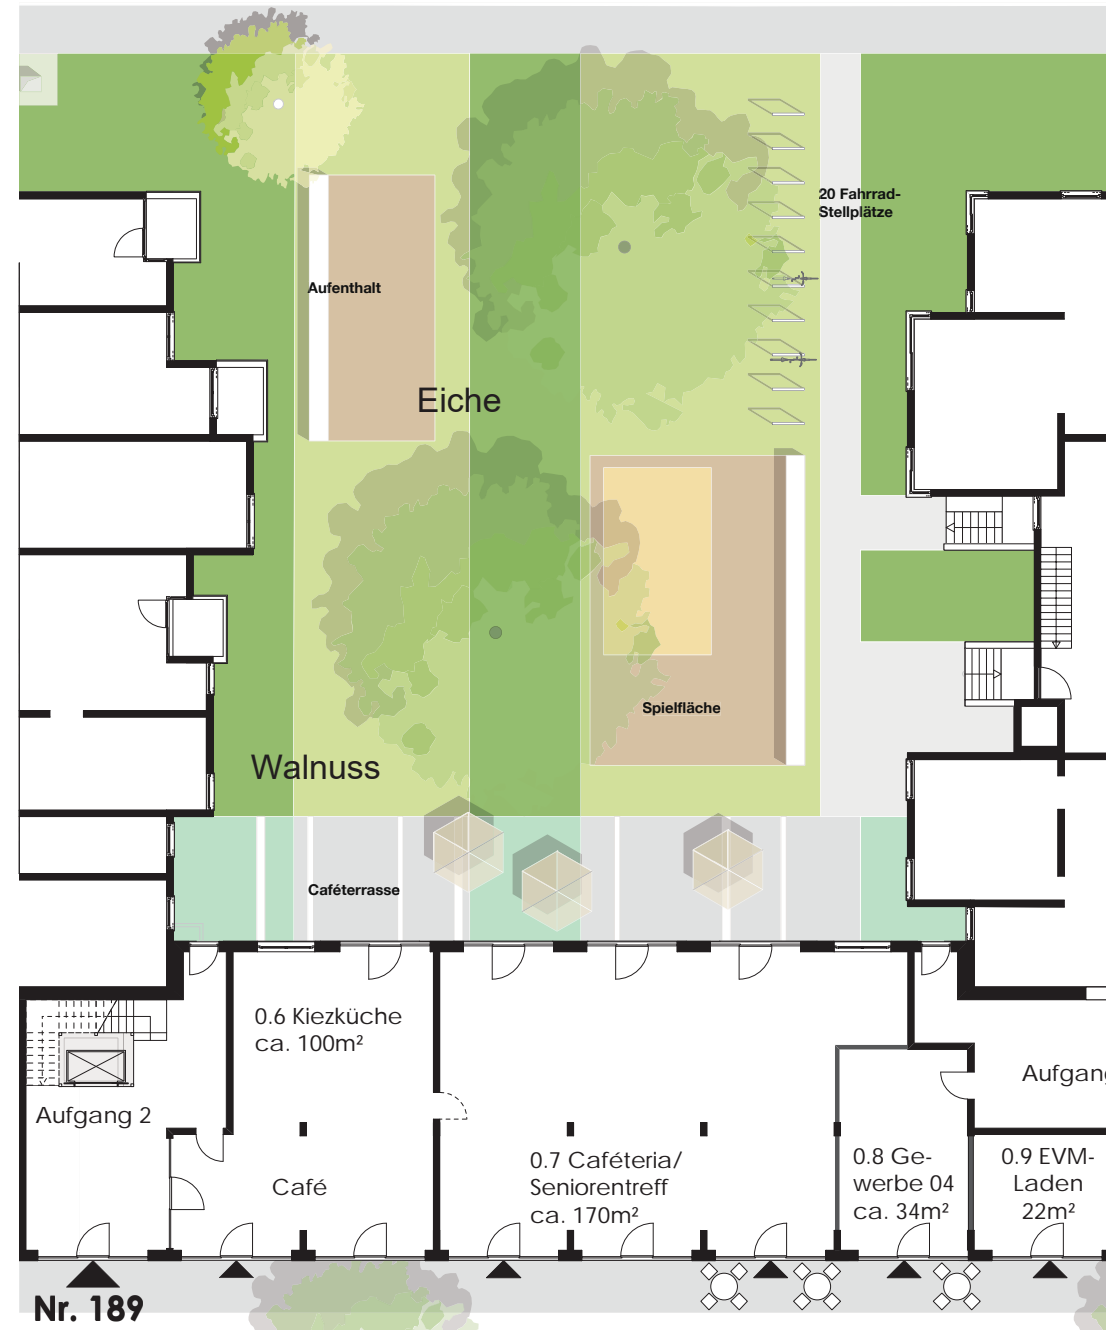 20 Fahrrad-
Stellplätze
Aufenthalt
Eiche
Spielfläche
Walnuss
Caféterrasse
0.6 Kiezküche
ca. 100m²
Aufgang 2
Café
0.7 Caféteria/
Seniorentreff
ca. 170m²
0.8 Ge-
werbe 04
ca. 34m²
0.9 EVM-
Laden
22m²
Aufgang
Nr. 189